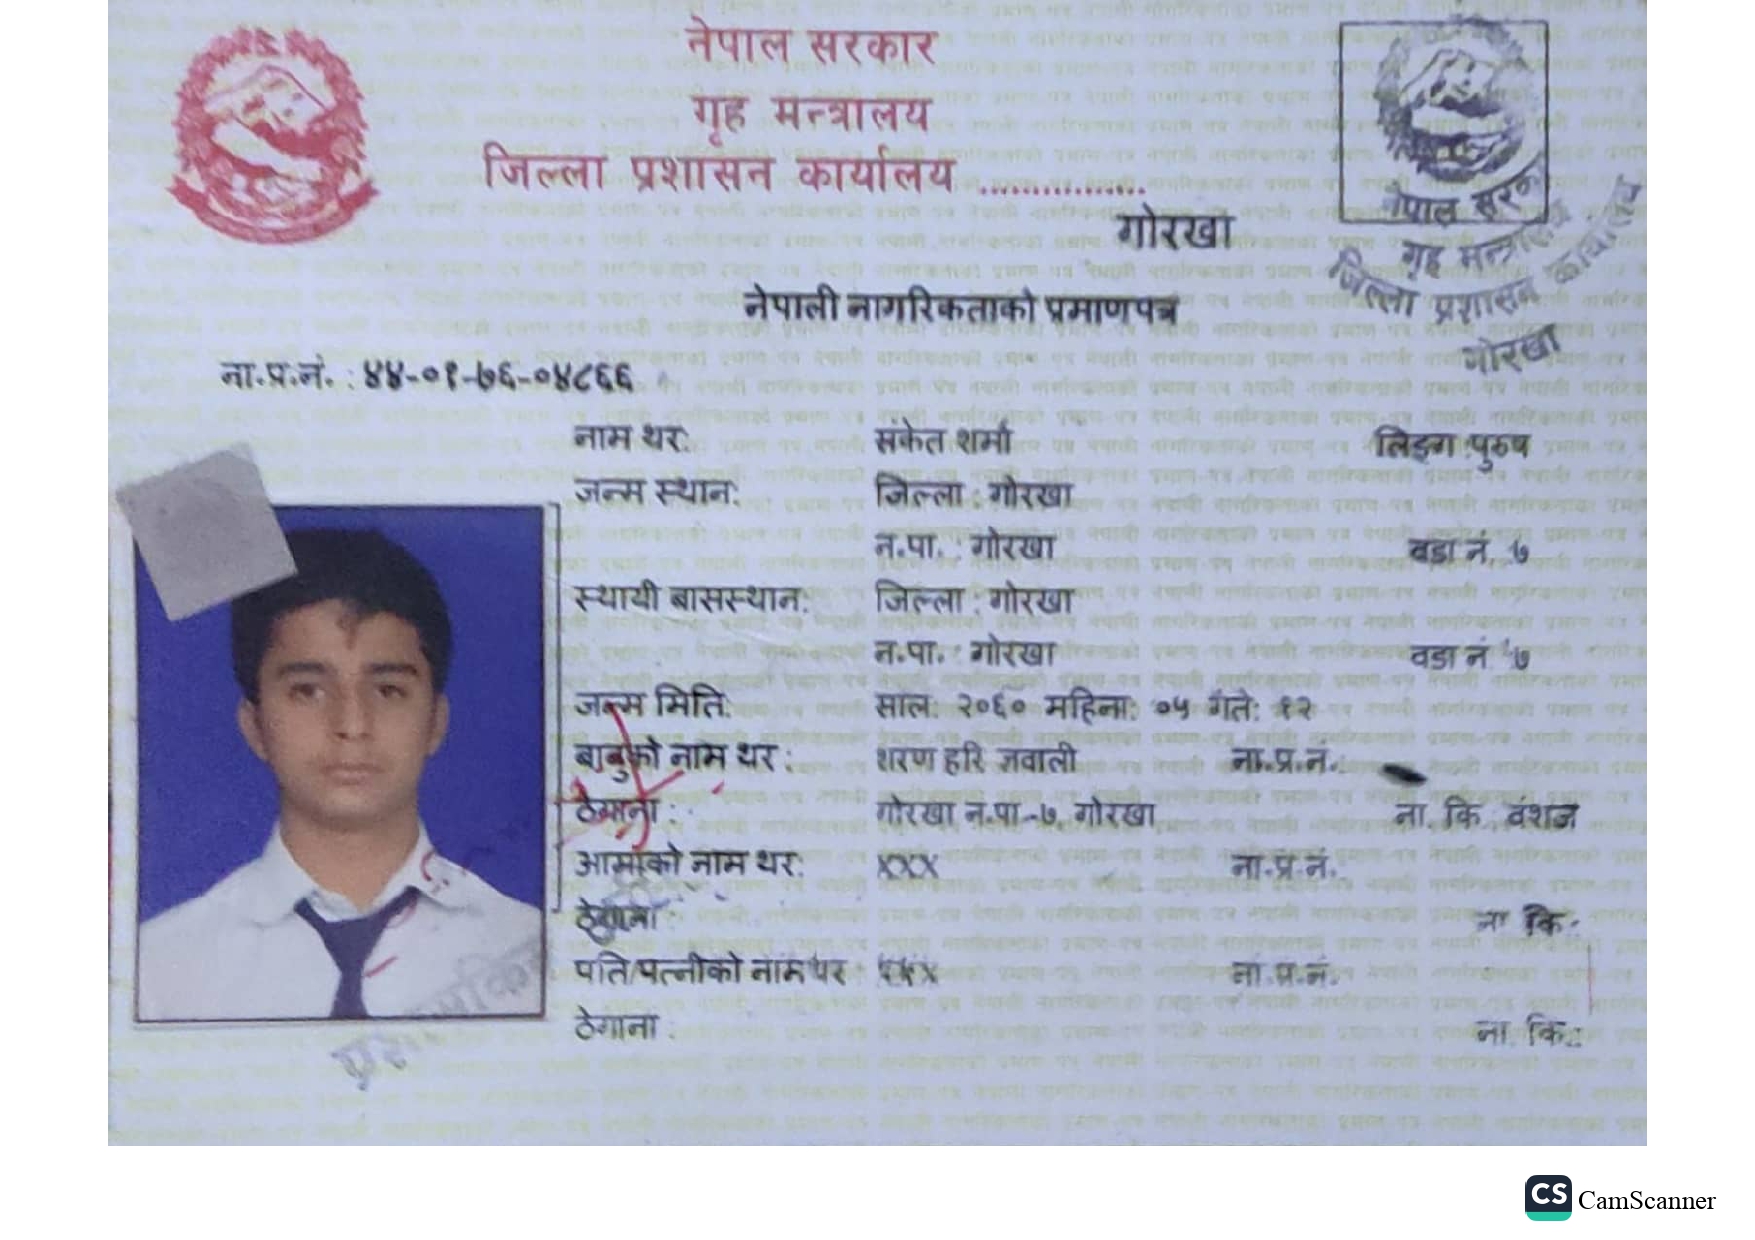 नेपाल सरकार
गृह मन्त्रालय
जिल्ला प्रशासन कार्यालय ................
गोरखा
नेपाल सरकार
गृह मन्त्रालय
जिल्ला प्रशासन कार्यालय
गोरखा
नेपाली नागरिकताको प्रमाणपत्र
ना.प्र.नं. : ४४-०१-७६-०४८६६
नाम थर: संकेत शर्मा लिङ्ग पुरुष
जन्म स्थान: जिल्ला : गोरखा
न.पा. : गोरखा वडा नं. ७
स्थायी बासस्थान: जिल्ला : गोरखा
न.पा. गोरखा वडा नं ७
जन्म मिति: साल: २०६० महिना: ०५ गते: १२
बाबुको नाम थर : शरण हरि ज्ञवाली ना.प्र.नं.:
ठेगाना : गोरखा न.पा-७, गोरखा ना. कि. वंशज
आमाको नाम थर: XXX ना.प्र.नं.
ठेगाना : ना कि.
पति/पत्नीको नाम थर XXX ना.प्र.नं.
ठेगाना : ना. कि.:
CS CamScanner